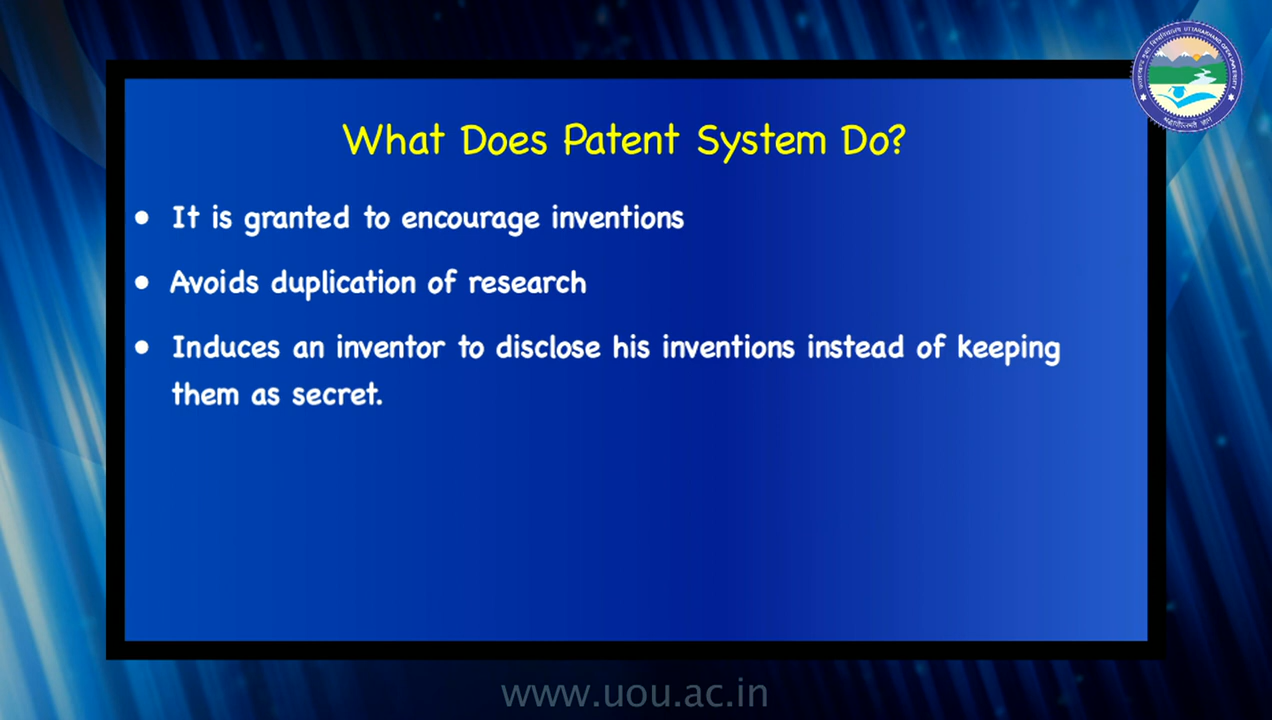 What Does Patent System Do?
• It is granted to encourage inventions
• Avoids duplication of research
• Induces an inventor to disclose his inventions instead of keeping
them as secret.
www.uou.ac.in